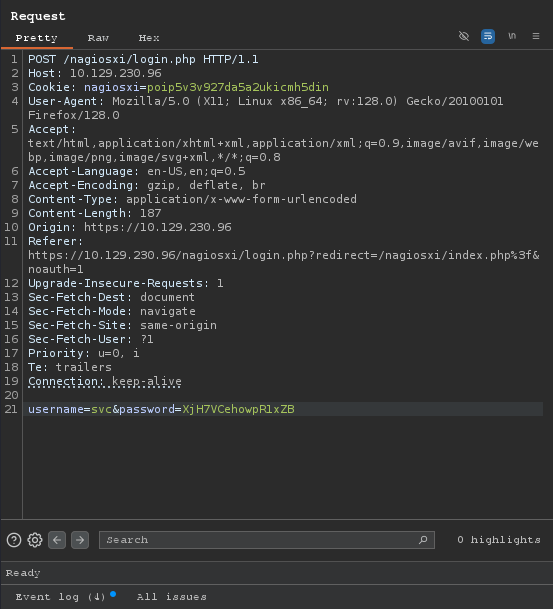 Request
Pretty Raw Hex
\n
1 POST /nagiosxi/login.php HTTP/1.1
2 Host: 10.129.230.96
3 Cookie: nagiosxi=poip5v3v927da5a2ukicmh5din
4 User-Agent: Mozilla/5.0 (X11; Linux x86_64; rv:128.0) Gecko/20100101
Firefox/128.0
5 Accept:
text/html,application/xhtml+xml,application/xml;q=0.9,image/avif,image/we
bp,image/png,image/svg+xml,*/*;q=0.8
6 Accept-Language: en-US,en;q=0.5
7 Accept-Encoding: gzip, deflate, br
8 Content-Type: application/x-www-form-urlencoded
9 Content-Length: 187
10 Origin: https://10.129.230.96
11 Referer:
https://10.129.230.96/nagiosxi/login.php?redirect=/nagiosxi/index.php%3f&
noauth=1
12 Upgrade-Insecure-Requests: 1
13 Sec-Fetch-Dest: document
14 Sec-Fetch-Mode: navigate
15 Sec-Fetch-Site: same-origin
16 Sec-Fetch-User: ?1
17 Priority: u=0, i
18 Te: trailers
19 Connection: keep-alive
20
21 username=svc&password=XjH7VCehowpR1xZB
Search
0 highlights
Ready
Event log (4) All issues